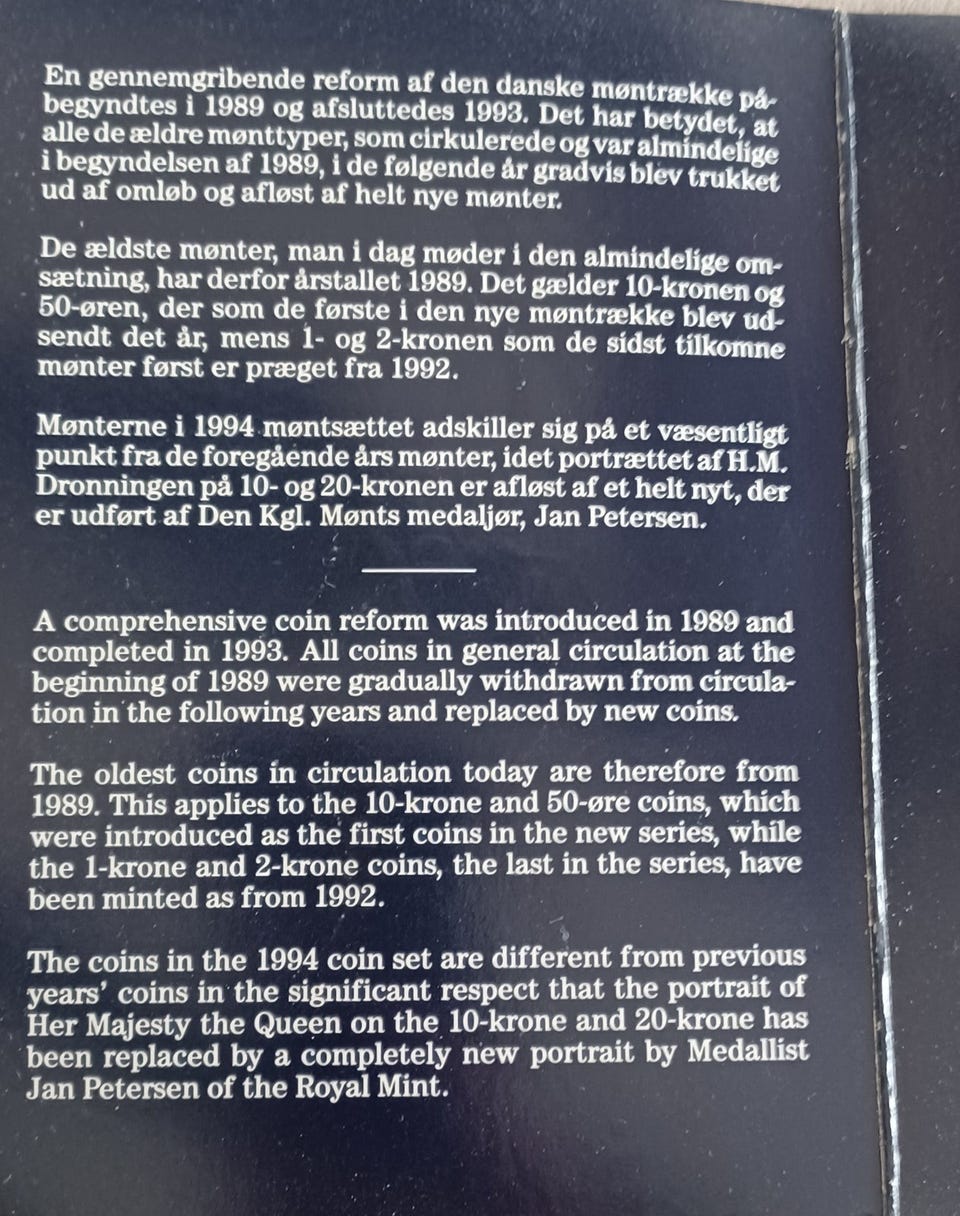 En gennemgribende reform af den danske møntrække på-
begyndtes i 1989 og afsluttedes 1993. Det har betydet, at
alle de ældre mønttyper, som cirkulerede og var almindelige
i begyndelsen af 1989, i de følgende år gradvis blev trukket
ud af omløb og afløst af helt nye mønter.
De ældste mønter, man i dag møder i den almindelige om-
sætning, har derfor årstallet 1989. Det gælder 10-kronen og
50-øren, der som de første i den nye møntrække blev ud-
sendt det år, mens 1- og 2-kronen som de sidst tilkomne
mønter først er præget fra 1992.
Mønterne i 1994 møntsættet adskiller sig på et væsentligt
punkt fra de foregående års mønter, idet portrættet af H.M.
Dronningen på 10- og 20-kronen er afløst af et helt nyt, der
er udført af Den Kgl. Mønts medaljør, Jan Petersen.
A comprehensive coin reform was introduced in 1989 and
completed in 1993. All coins in general circulation at the
beginning of 1989 were gradually withdrawn from circula-
tion in the following years and replaced by new coins.
The oldest coins in circulation today are therefore from
1989. This applies to the 10-krone and 50-øre coins, which
were introduced as the first coins in the new series, while
the 1-krone and 2-krone coins, the last in the series, have
been minted as from 1992.
The coins in the 1994 coin set are different from previous
years' coins in the significant respect that the portrait of
Her Majesty the Queen on the 10-krone and 20-krone has
been replaced by a completely new portrait by Medallist
Jan Petersen of the Royal Mint.